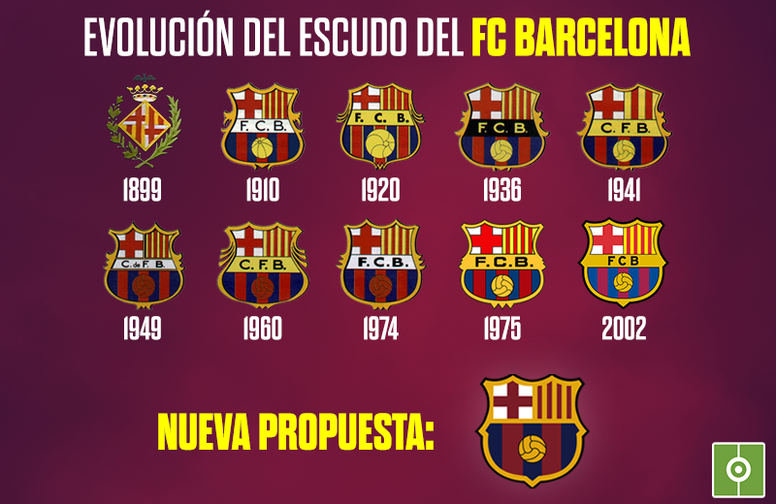 EVOLUCIÓN DEL ESCUDO DEL FC BARCELONA
F.C.B.
F. C. B.
F.C.B.
C.F.B.
1899 1910 1920 1936 1941
C. de F. B.
C.F.B.
F.C.B.
F.C.B.
FCB
1949 1960 1974 1975 2002
NUEVA PROPUESTA: